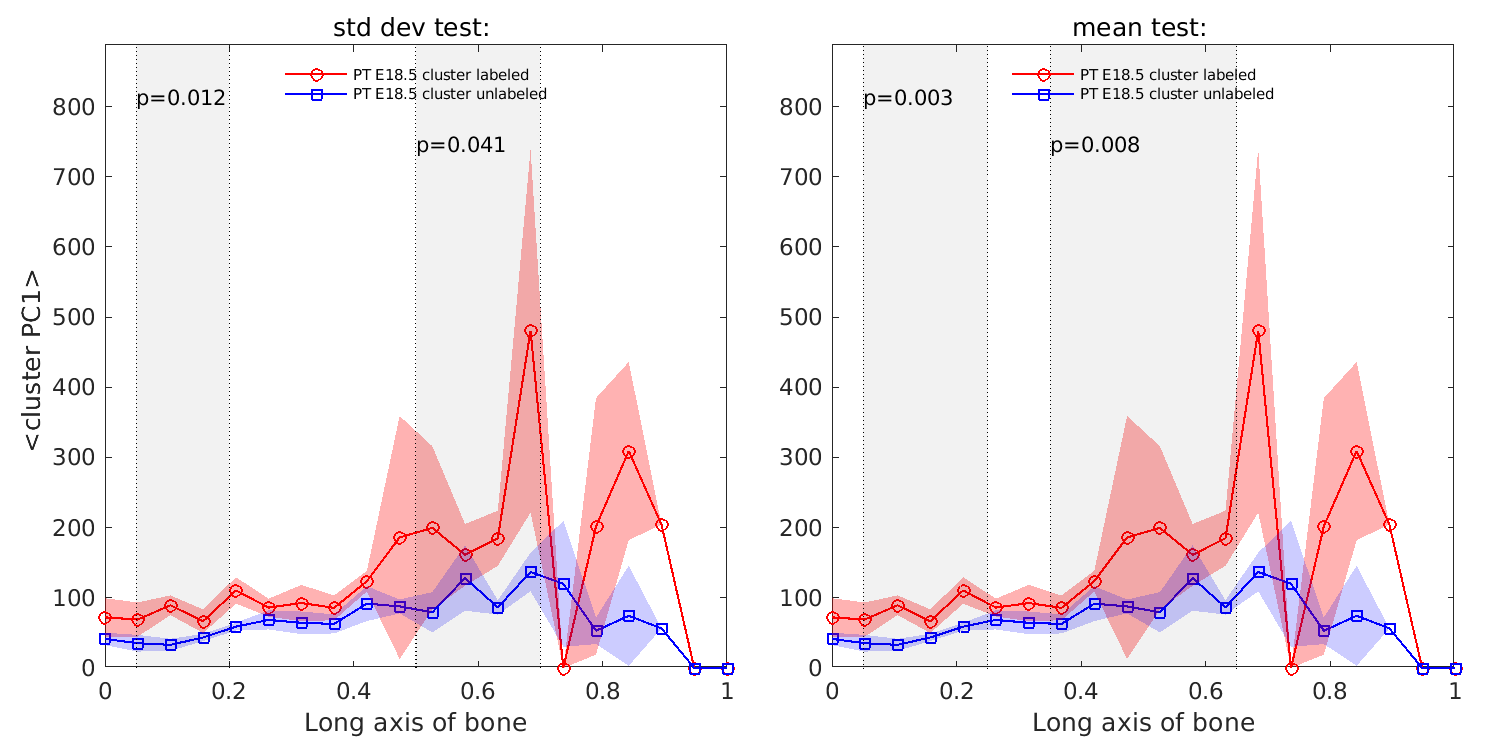 std dev test:
PT E18.5 cluster labeled
PT E18.5 cluster unlabeled
p=0.012
p=0.041
800
700
600
500
400
300
200
100
0
<cluster PC1>
0 0.2 0.4 0.6 0.8 1
Long axis of bone
mean test:
PT E18.5 cluster labeled
PT E18.5 cluster unlabeled
p=0.003
p=0.008
800
700
600
500
400
300
200
100
0
0 0.2 0.4 0.6 0.8 1
Long axis of bone